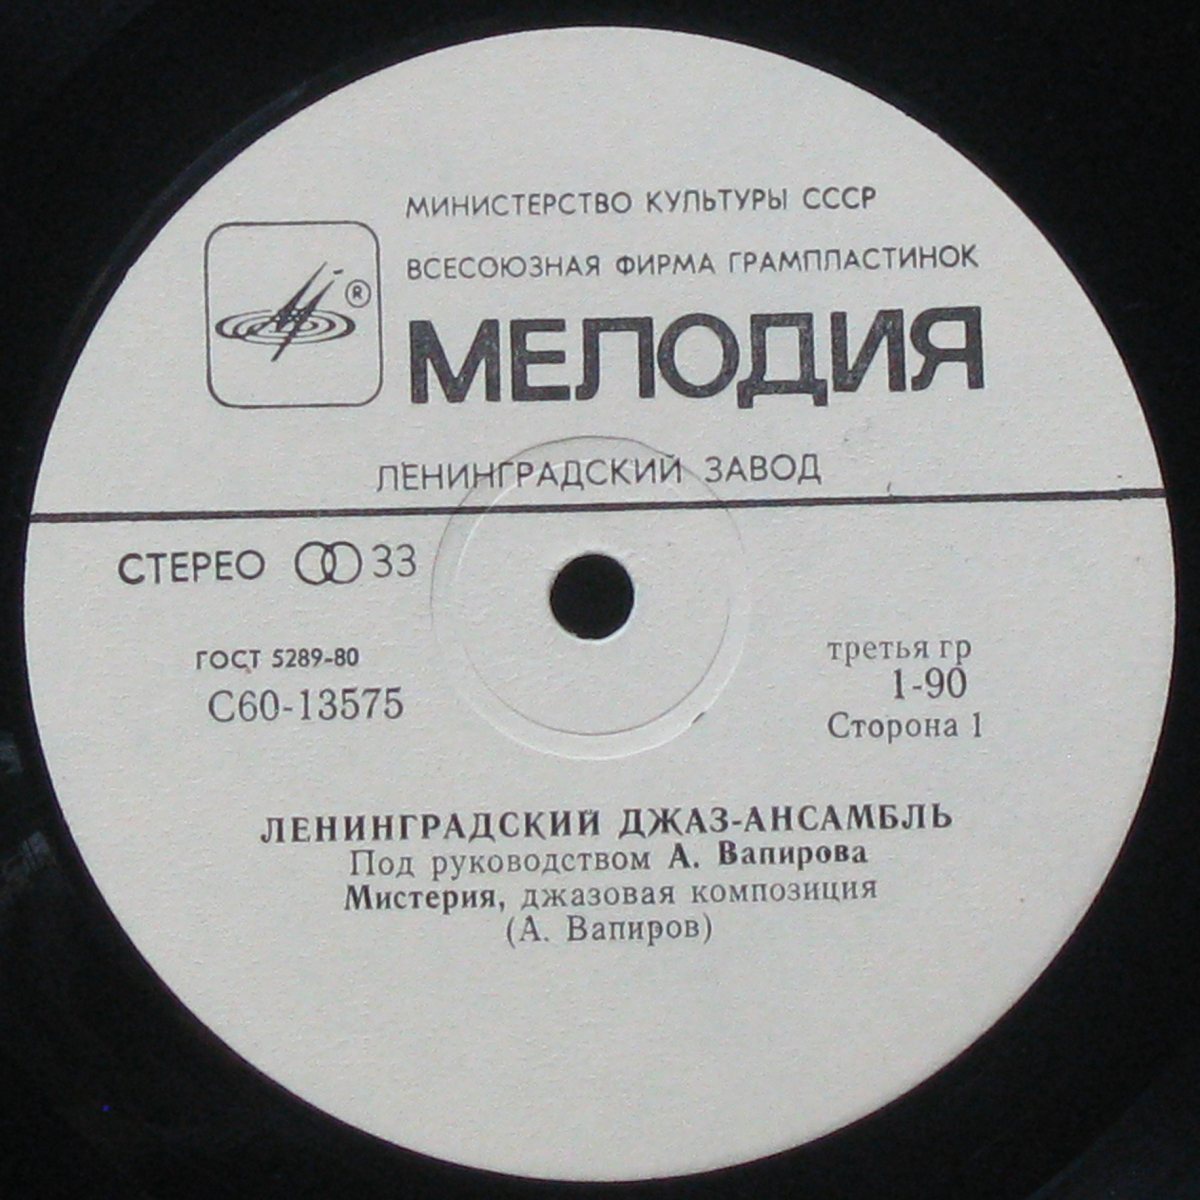 МИНИСТЕРСТВО КУЛЬТУРЫ СССР
ВСЕСОЮЗНАЯ ФИРМА ГРАМПЛАСТИНОК
®
МЕЛОДИЯ
ЛЕНИНГРАДСКИЙ ЗАВОД
СТЕРЕО 33
ГОСТ 5289-80
С60-13575
третья гр
1-90
Сторона 1
ЛЕНИНГРАДСКИЙ ДЖАЗ-АНСАМБЛЬ
Под руководством А. Вапирова
Мистерия, джазовая композиция
(А. Вапиров)